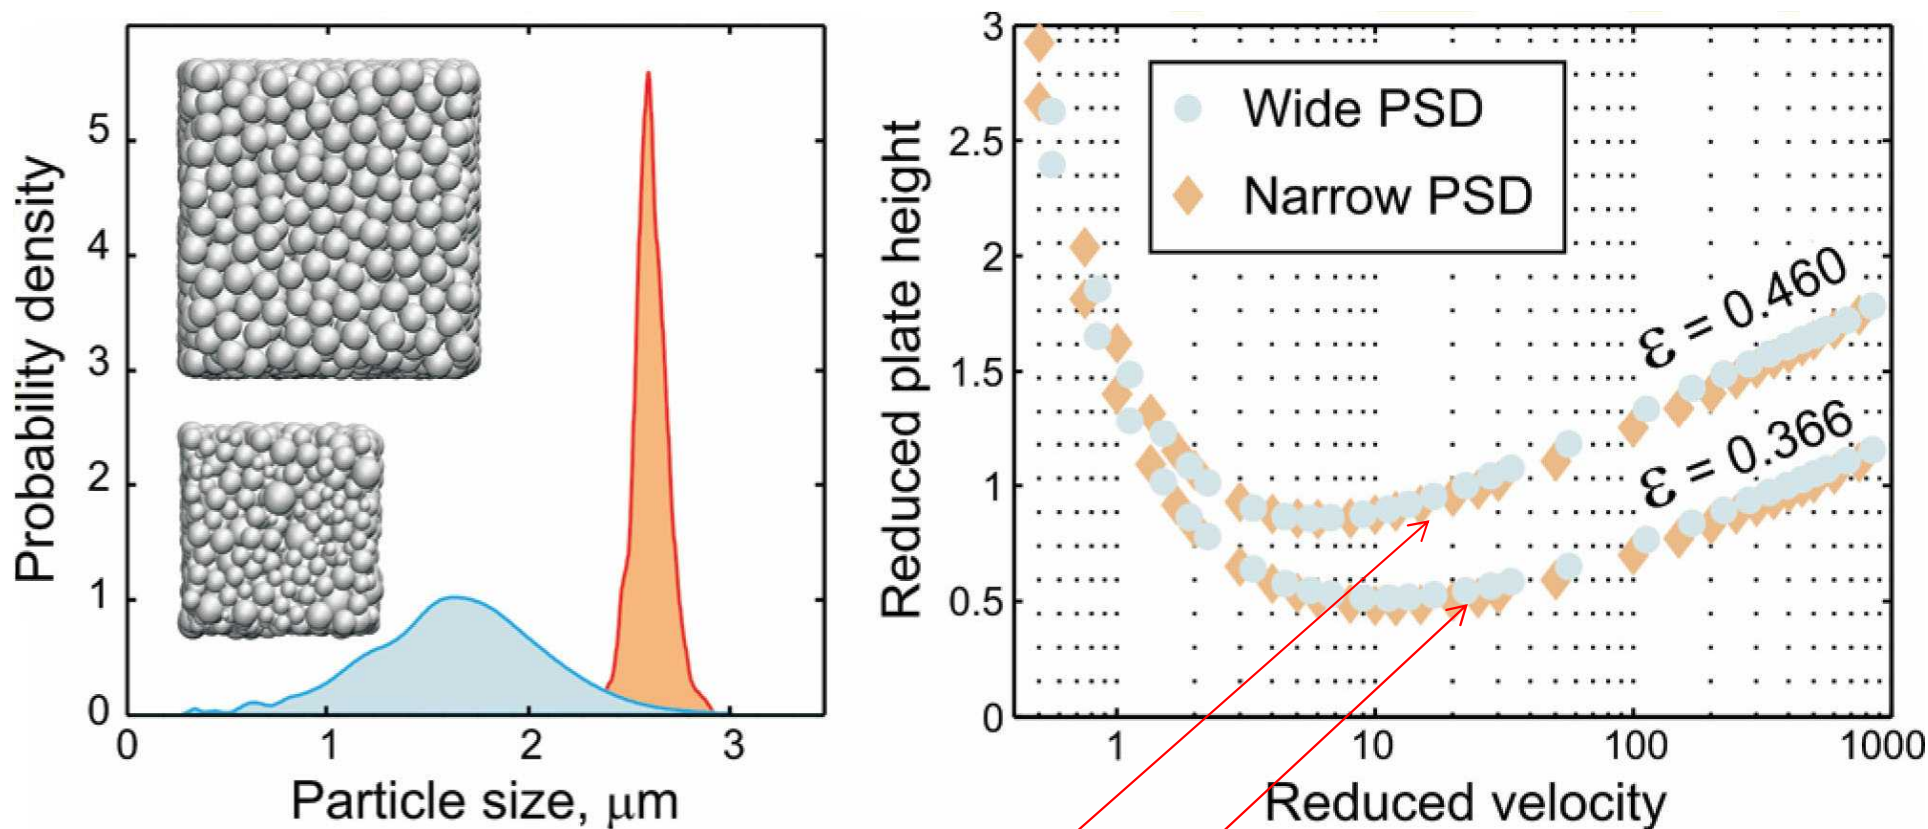 Probability density
5
4
3
2
1
0
0
1
2
3
Particle size, μm
Reduced plate height
3
2.5
2
1.5
1
0.5
0
Wide PSD
Narrow PSD
ε = 0.460
ε = 0.366
1
10
100
1000
Reduced velocity